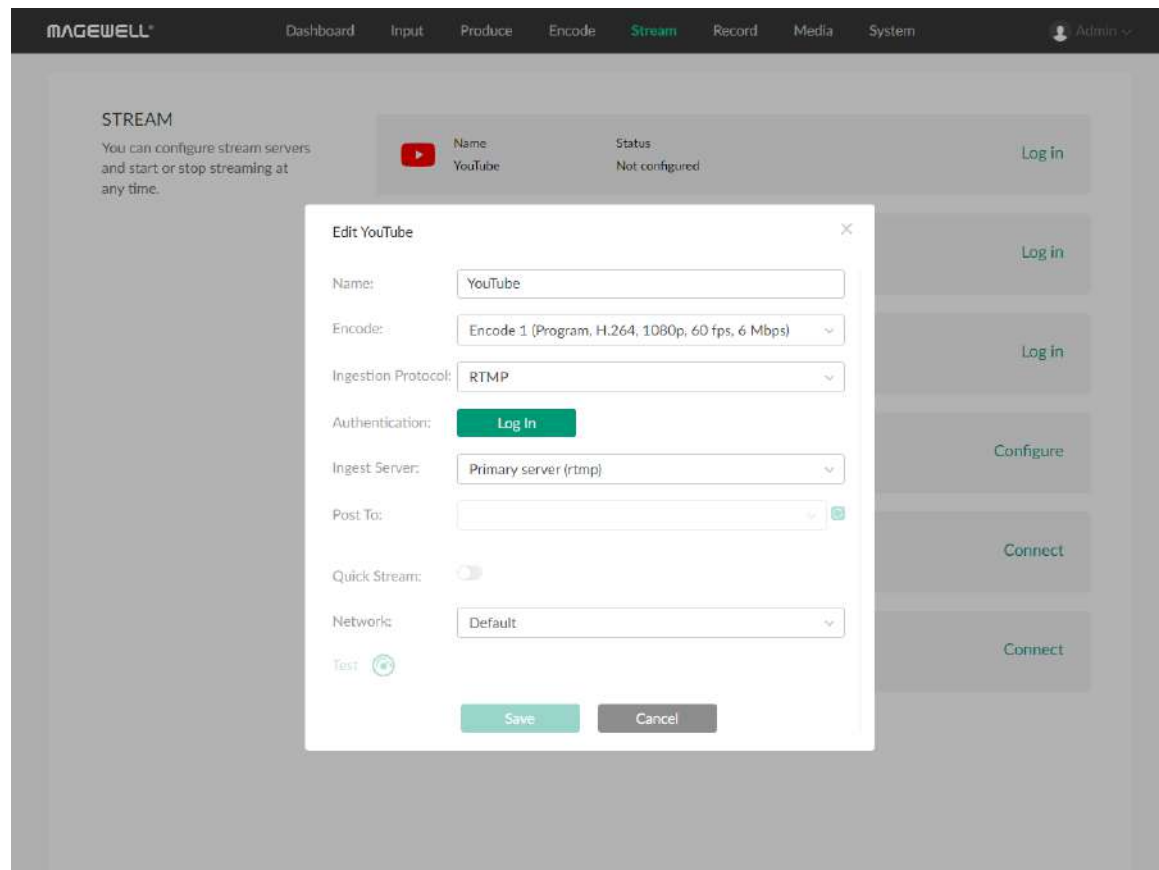 MAGEWELL
Dashboard Input Produce Encode Stream Record Media System Admin
STREAM
You can configure stream servers
and start or stop streaming at
any time.
Name Status
YouTube Not configured
Log in
Log in
Log in
Configure
Connect
Connect
Edit YouTube
Name: YouTube
Encode: Encode 1 (Program, H.264, 1080p, 60 fps, 6 Mbps)
Ingestion Protocol: RTMP
Authentication: Log In
Ingest Server: Primary server (rtmp)
Post To:
Quick Stream:
Network: Default
Test
Save Cancel